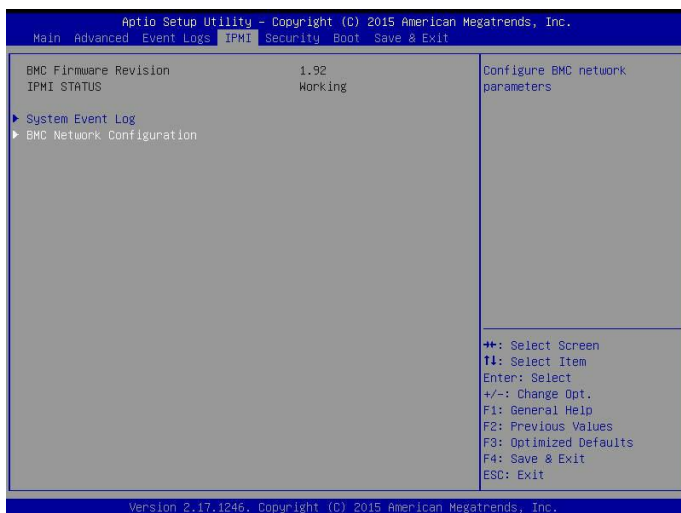 Aptio Setup Utility – Copyright (C) 2015 American Megatrends, Inc.
Main Advanced Event Logs IPMI Security Boot Save & Exit
BMC Firmware Revision 1.92
IPMI STATUS Working
System Event Log
BMC Network Configuration
Configure BMC network
parameters
→←: Select Screen
↑↓: Select Item
Enter: Select
+/-: Change Opt.
F1: General Help
F2: Previous Values
F3: Optimized Defaults
F4: Save & Exit
ESC: Exit
Version 2.17.1246. Copyright (C) 2015 American Megatrends, Inc.